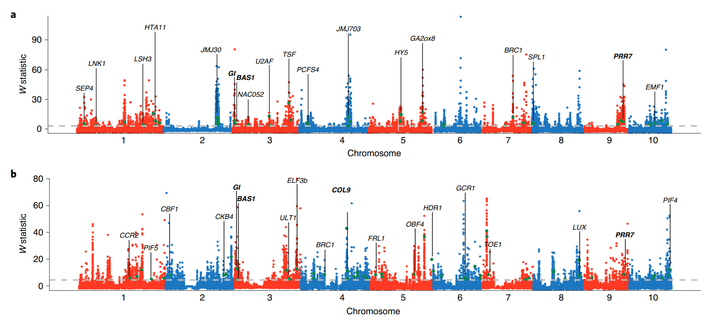 a
W statistic
90
60
30
0
SEP4
LNK1
LSH3
HTA11
JMJ30
GI
BAS1
NAC052
U2AF
TSF
PCFS4
JMJ703
HY5
GA2ox8
BRC1
SPL1
PRR7
EMF1
1 2 3 4 5 6 7 8 9 10
Chromosome
b
W statistic
80
60
40
20
0
CCR2
PIF5
CBF1
CKB4
GI
BAS1
ULT1
ELF3b
BRC1
COL9
FRL1
OBF4
HDR1
GCR1
TOE1
LUX
PRR7
PIF4
1 2 3 4 5 6 7 8 9 10
Chromosome